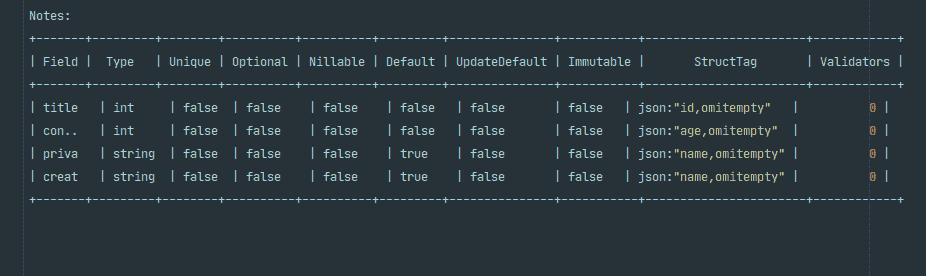 Notes:
+-------+---------+--------+----------+----------+---------+---------------+-----------+-----------------------+------------+
| Field |  Type   | Unique | Optional | Nillable | Default | UpdateDefault | Immutable |       StructTag       | Validators |
+-------+---------+--------+----------+----------+---------+---------------+-----------+-----------------------+------------+
| title  | int     | false  | false    | false    | false   | false         | false     | json:"id,omitempty"   |          0 |
| con..  | int     | false  | false    | false    | false   | false         | false     | json:"age,omitempty"  |          0 |
| priva  | string  | false  | false    | false    | true    | false         | false     | json:"name,omitempty" |          0 |
| creat  | string  | false  | false    | false    | true    | false         | false     | json:"name,omitempty" |          0 |
+-------+---------+--------+----------+----------+---------+---------------+-----------+-----------------------+------------+